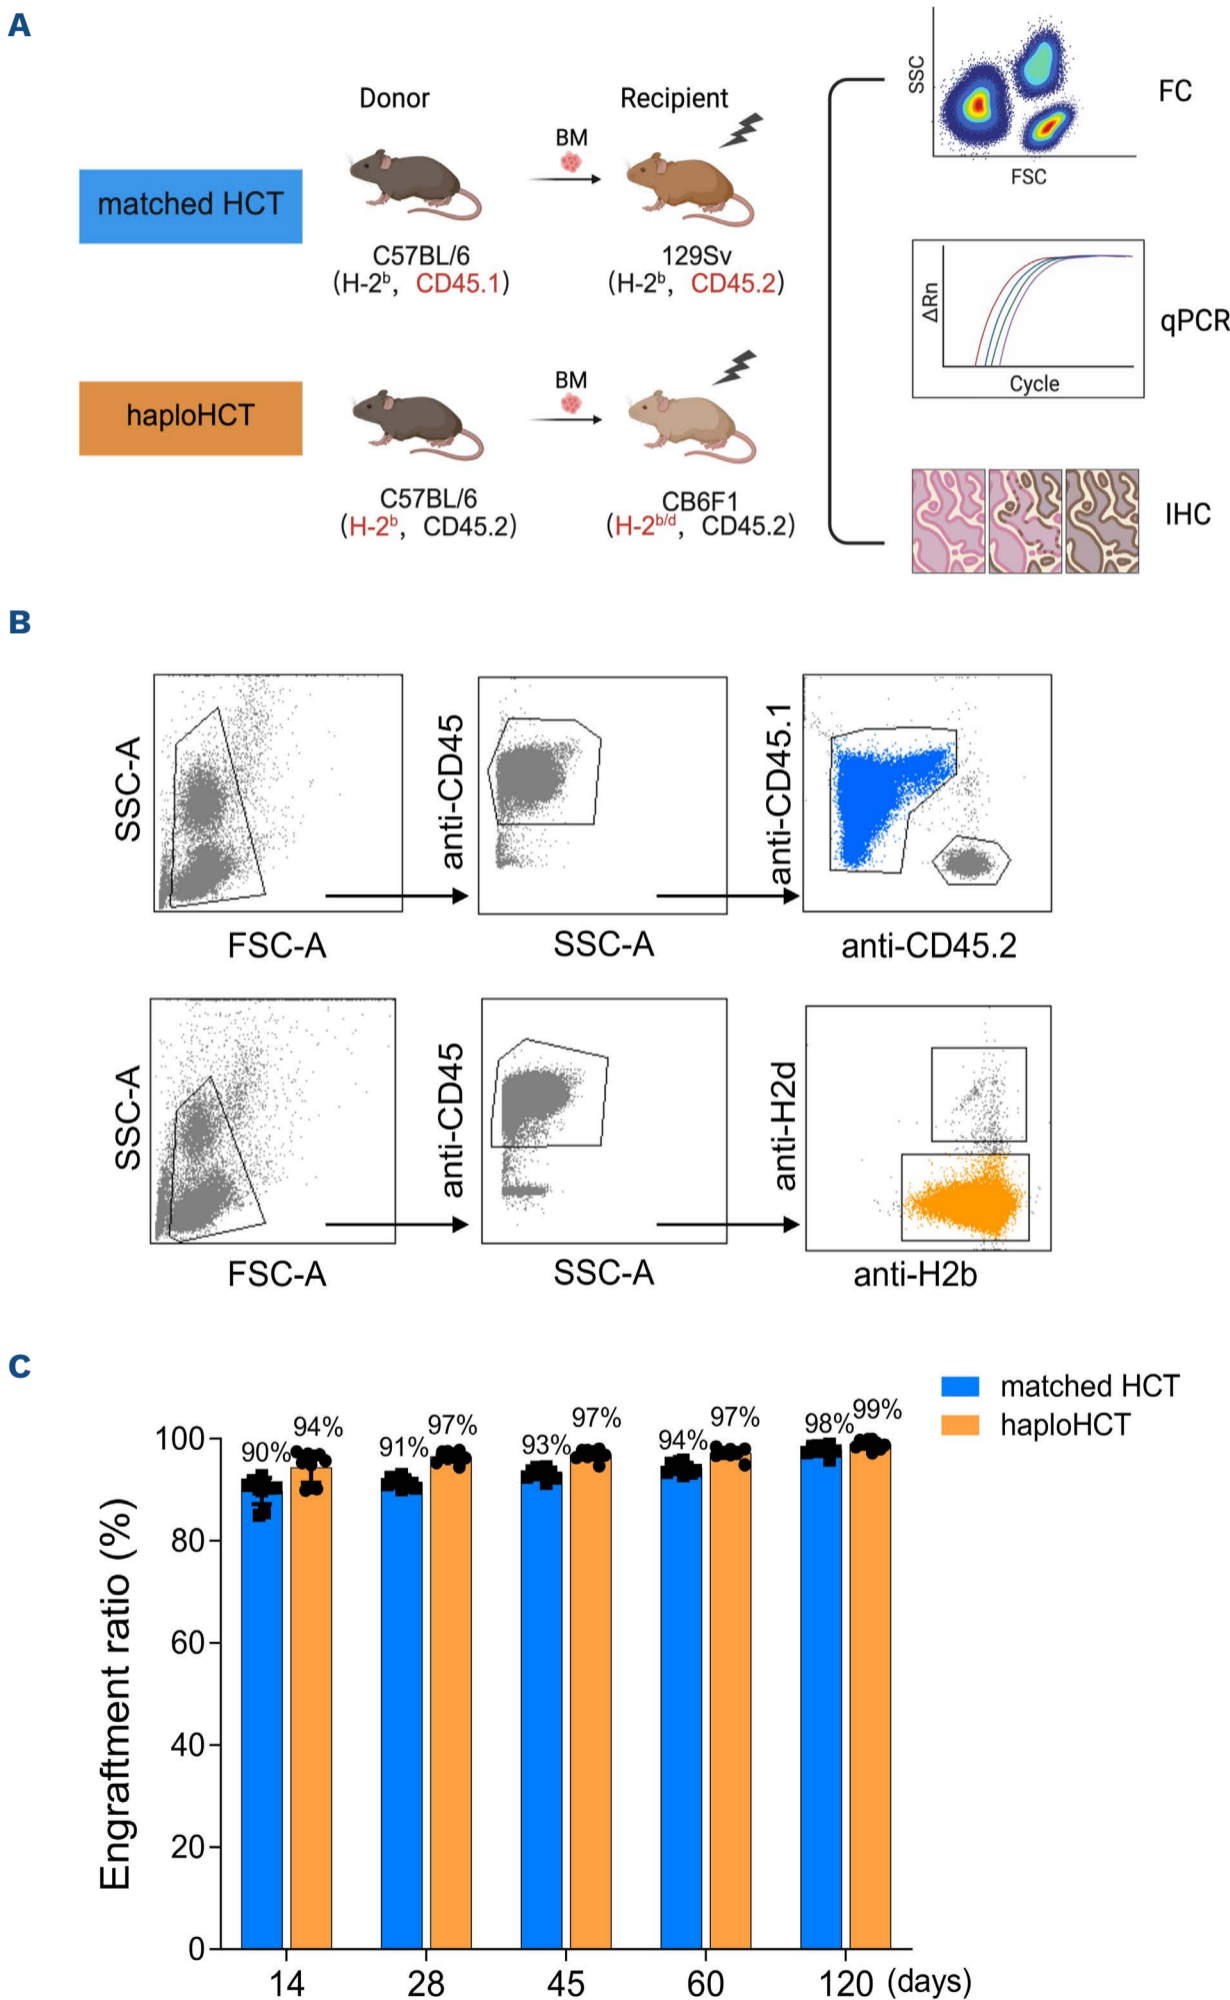 A
Donor
Recipient
BM
matched HCT
C57BL/6
(H-2ᵇ, CD45.1)
129Sv
(H-2ᵇ, CD45.2)
BM
haploHCT
C57BL/6
(H-2ᵇ, CD45.2)
CB6F1
(H-2ᵇ/ᵈ, CD45.2)
SSC
FSC
FC
ΔRn
Cycle
qPCR
IHC
B
SSC-A
FSC-A
anti-CD45
SSC-A
anti-CD45.1
anti-CD45.2
SSC-A
FSC-A
anti-CD45
SSC-A
anti-H2d
anti-H2b
C
matched HCT
haploHCT
Engraftment ratio (%)
100
80
60
40
20
0
90% 94% 91% 97% 93% 97% 94% 97% 98% 99%
14 28 45 60 120 (days)